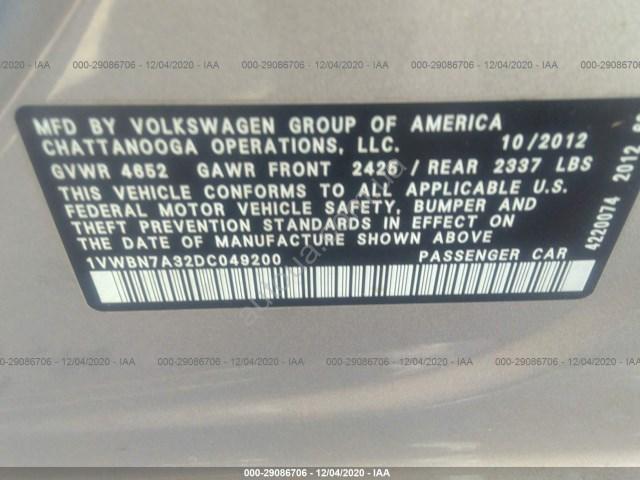 000-29086706 - 12/04/2020 - IAA
MFD BY VOLKSWAGEN GROUP OF AMERICA
CHATTANOOGA OPERATIONS, LLC. 10/2012
GVWR 4652 GAWR FRONT 2425 / REAR 2337 LBS
THIS VEHICLE CONFORMS TO ALL APPLICABLE U.S.
FEDERAL MOTOR VEHICLE SAFETY, BUMPER AND
THEFT PREVENTION STANDARDS IN EFFECT ON
THE DATE OF MANUFACTURE SHOWN ABOVE
1VWBN7A32DC049200 PASSENGER CAR
4220074 2012
000-29086706 - 12/04/2020 - IAA
000-29086706 - 12/04/2020 - IAA